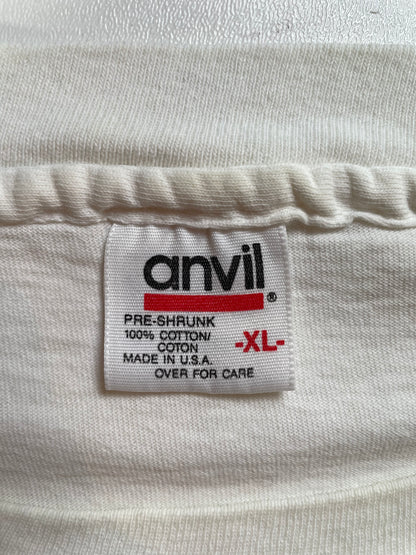 anvil®
PRE-SHRUNK
100% COTTON/
COTON
MADE IN U.S.A.
-XL-
OVER FOR CARE